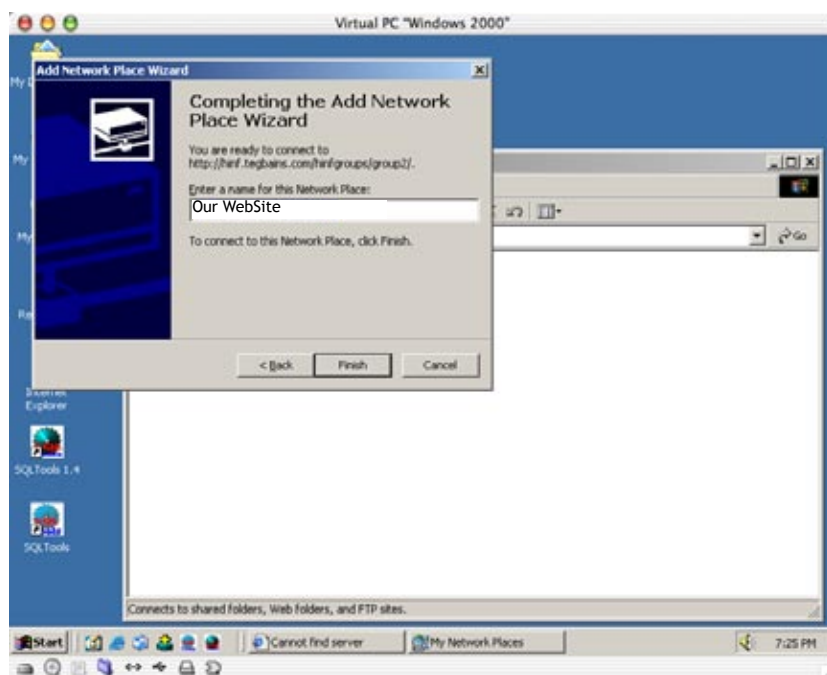 Virtual PC "Windows 2000"
Add Network Place Wizard
Completing the Add Network
Place Wizard
You are ready to connect to
http://hinf.tegbains.com/hinfgroups/group2/.
Enter a name for this Network Place:
Our WebSite
To connect to this Network Place, click Finish.
< Back
Finish
Cancel
Go
My
My
My
Explorer
SQLTools 1.4
SQLTools
Connects to shared folders, Web folders, and FTP sites.
Start
Cannot find server
My Network Places
7:25 PM